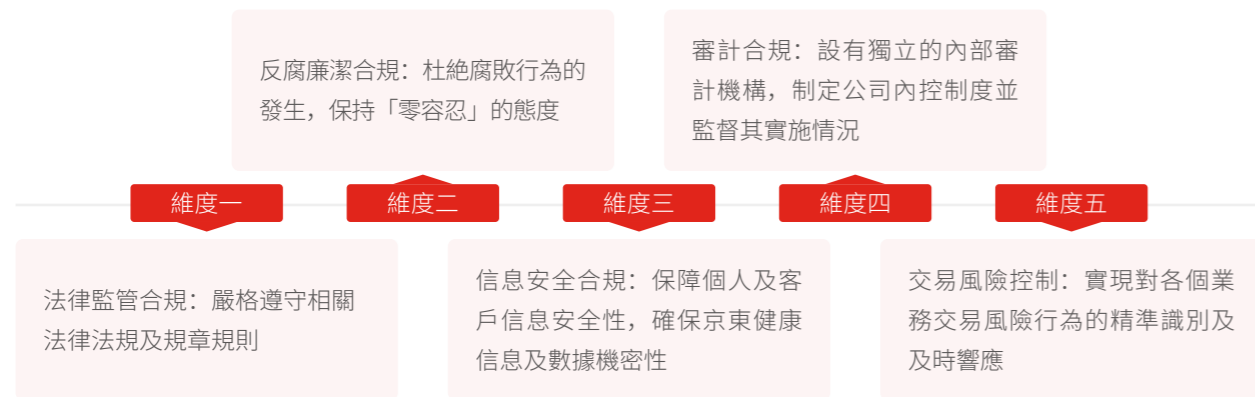 反腐廉潔合規：杜絶腐敗行為的
發生，保持「零容忍」的態度
審計合規：設有獨立的內部審
計機構，制定公司內控制度並
監督其實施情況
維度一
維度二
維度三
維度四
維度五
法律監管合規：嚴格遵守相關
法律法規及規章規則
信息安全合規：保障個人及客
戶信息安全性，確保京東健康
信息及數據機密性
交易風險控制：實現對各個業
務交易風險行為的精準識別及
及時響應